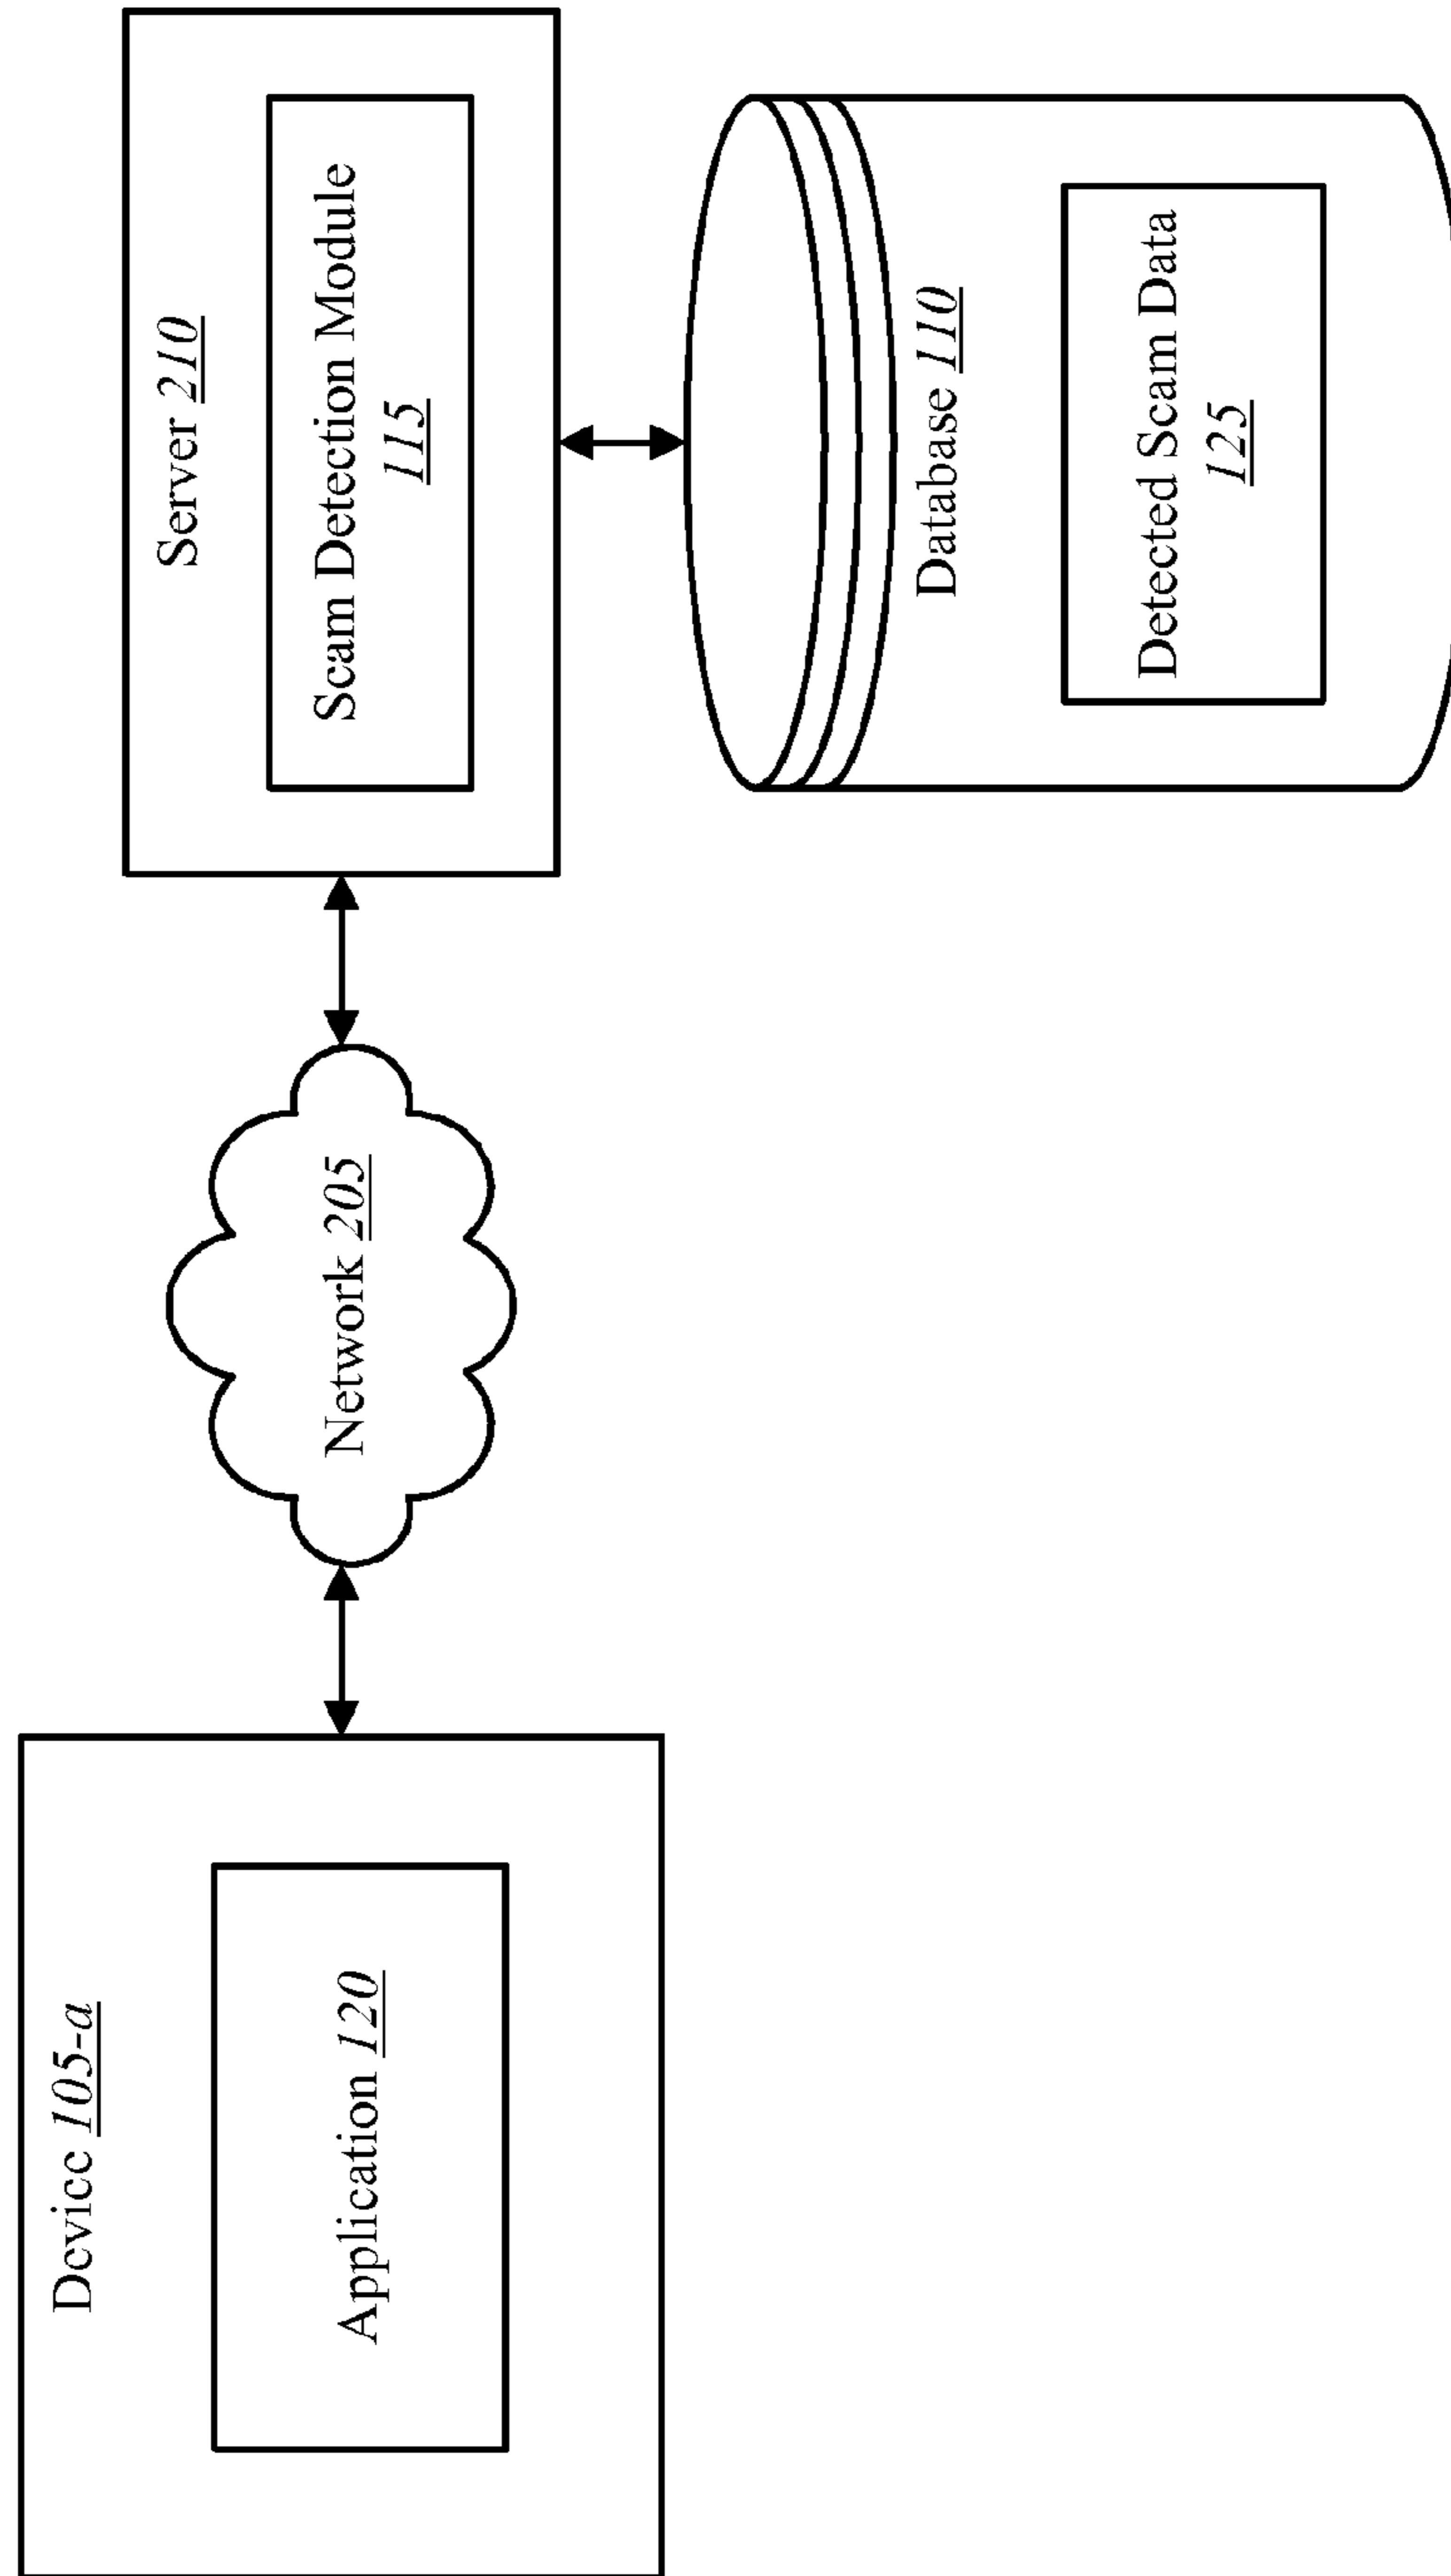 Device 105-a
Application 120
Network 205
Server 210
Scam Detection Module
115
Database 110
Detected Scam Data
125